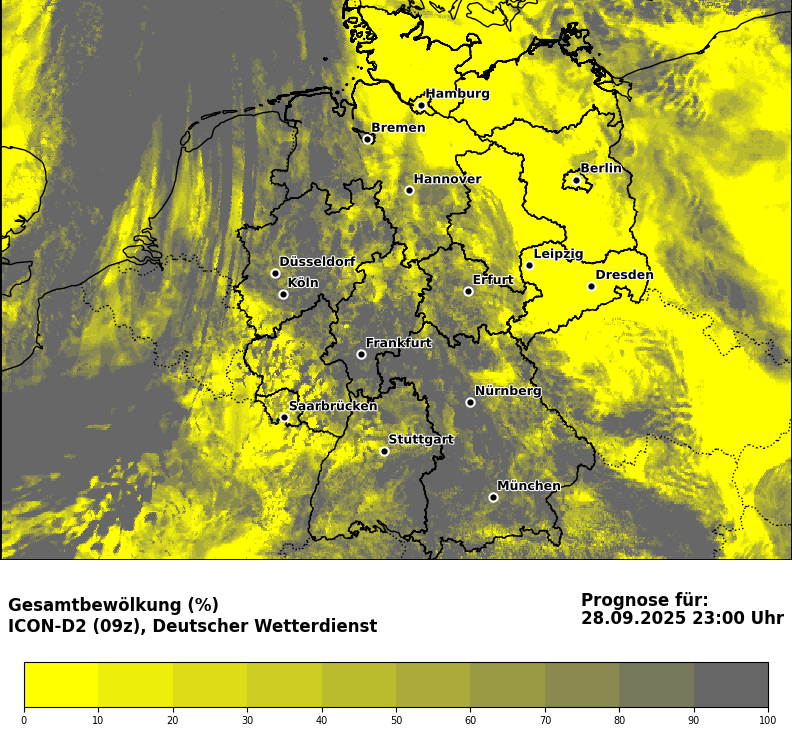 Hamburg
Bremen
Berlin
Hannover
Leipzig
Düsseldorf
Dresden
Köln
Erfurt
Frankfurt
Nürnberg
Saarbrücken
Stuttgart
München
Gesamtbewölkung (%)
ICON-D2 (09z), Deutscher Wetterdienst
Prognose für:
28.09.2025 23:00 Uhr
0 10 20 30 40 50 60 70 80 90 100